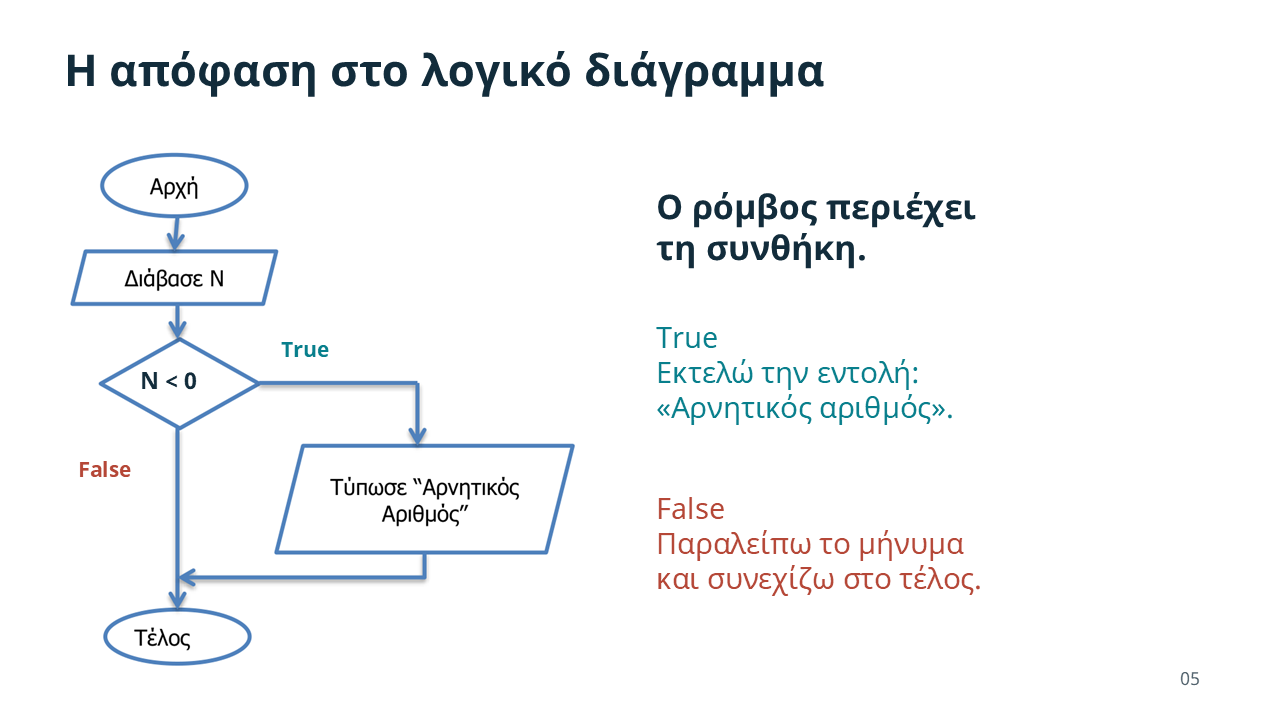 Η απόφαση στο λογικό διάγραμμα
Αρχή
Διάβασε Ν
True
N < 0
False
Τύπωσε “Αρνητικός
Αριθμός”
Τέλος
Ο ρόμβος περιέχει
τη συνθήκη.
True
Εκτελώ την εντολή:
«Αρνητικός αριθμός».
False
Παραλείπω το μήνυμα
και συνεχίζω στο τέλος.
05